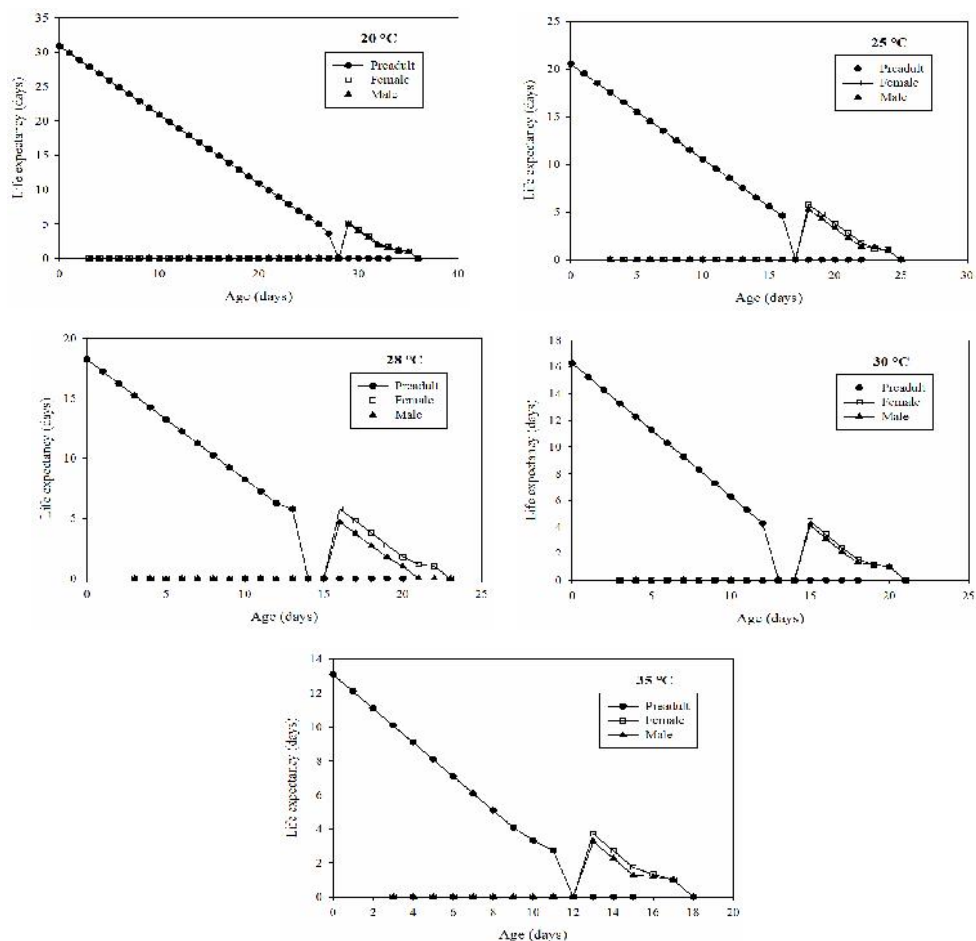 20 °C
Preadult
Female
Male
Life expectancy (days)
35
30
25
20
15
10
5
0
0 10 20 30 40
Age (days)
25 °C
Preadult
Female
Male
Life expectancy (days)
25
20
15
10
5
0
0 5 10 15 20 25 30
Age (days)
28 °C
Preadult
Female
Male
Life expectancy (days)
20
15
10
5
0
0 5 10 15 20 25
Age (days)
30 °C
Preadult
Female
Male
Life expectancy (days)
18
16
14
12
10
8
6
4
2
0
0 5 10 15 20 25
Age (days)
35 °C
Preadult
Female
Male
Life expectancy (days)
14
12
10
8
6
4
2
0
0 2 4 6 8 10 12 14 16 18 20
Age (days)